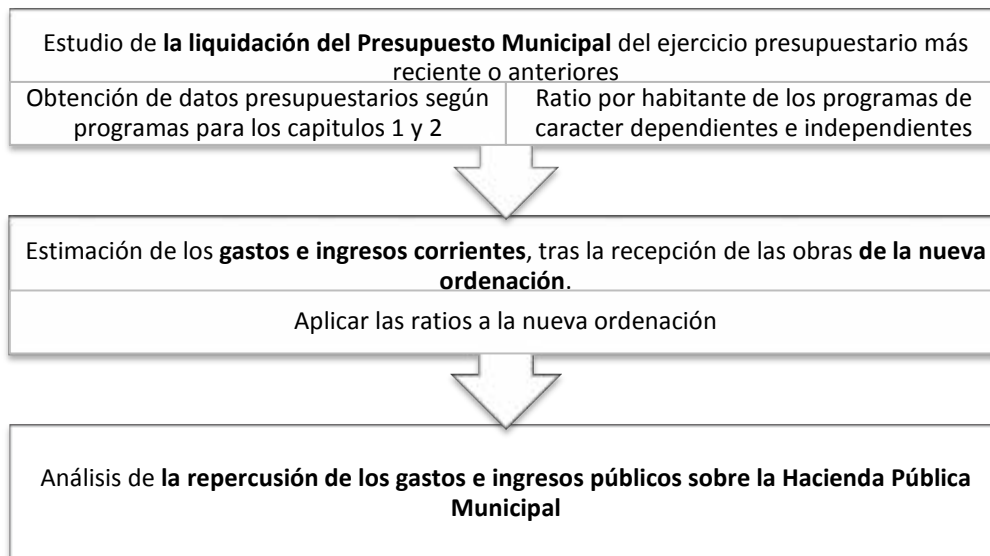 Estudio de la liquidación del Presupuesto Municipal del ejercicio presupuestario más
reciente o anteriores
Obtención de datos presupuestarios según
programas para los capitulos 1 y 2
Ratio por habitante de los programas de
caracter dependientes e independientes
Estimación de los gastos e ingresos corrientes, tras la recepción de las obras de la nueva
ordenación.
Aplicar las ratios a la nueva ordenación
Análisis de la repercusión de los gastos e ingresos públicos sobre la Hacienda Pública
Municipal